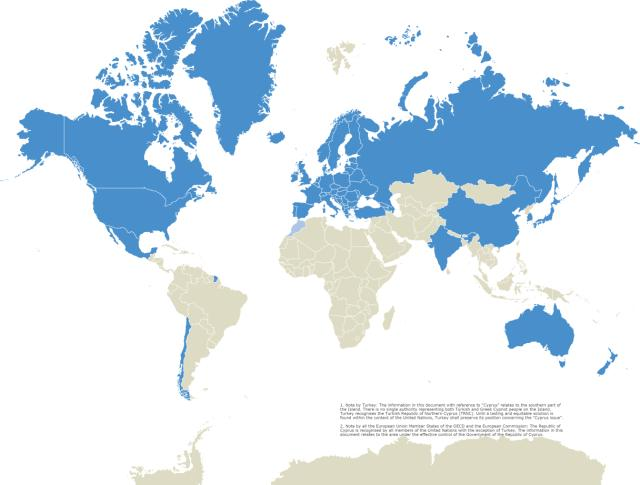 1. Note by Turkey: The information in this document with reference to "Cyprus" relates to the southern part of
the Island. There is no single authority representing both Turkish and Greek Cypriot people on the Island.
Turkey recognises the Turkish Republic of Northern Cyprus (TRNC). Until a lasting and equitable solution is
found within the context of the United Nations, Turkey shall preserve its position concerning the "Cyprus issue".
2. Note by all the European Union Member States of the OECD and the European Commission: The Republic of
Cyprus is recognised by all members of the United Nations with the exception of Turkey. The information in this
document relates to the area under the effective control of the Government of the Republic of Cyprus.